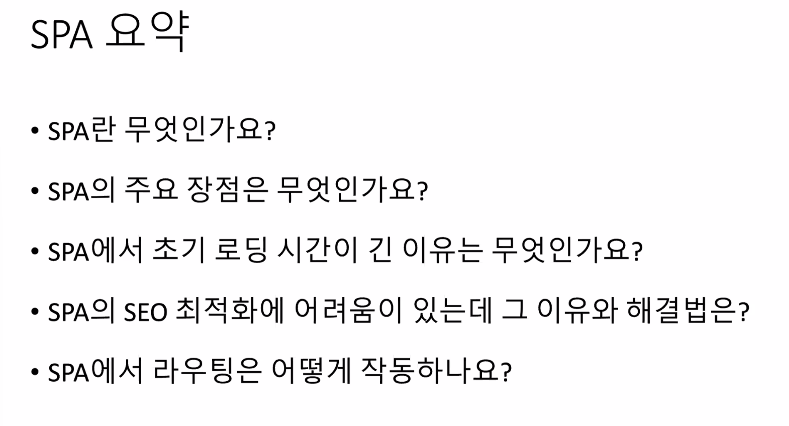 SPA 요약
• SPA란 무엇인가요?
• SPA의 주요 장점은 무엇인가요?
• SPA에서 초기 로딩 시간이 긴 이유는 무엇인가요?
• SPA의 SEO 최적화에 어려움이 있는데 그 이유와 해결법은?
• SPA에서 라우팅은 어떻게 작동하나요?